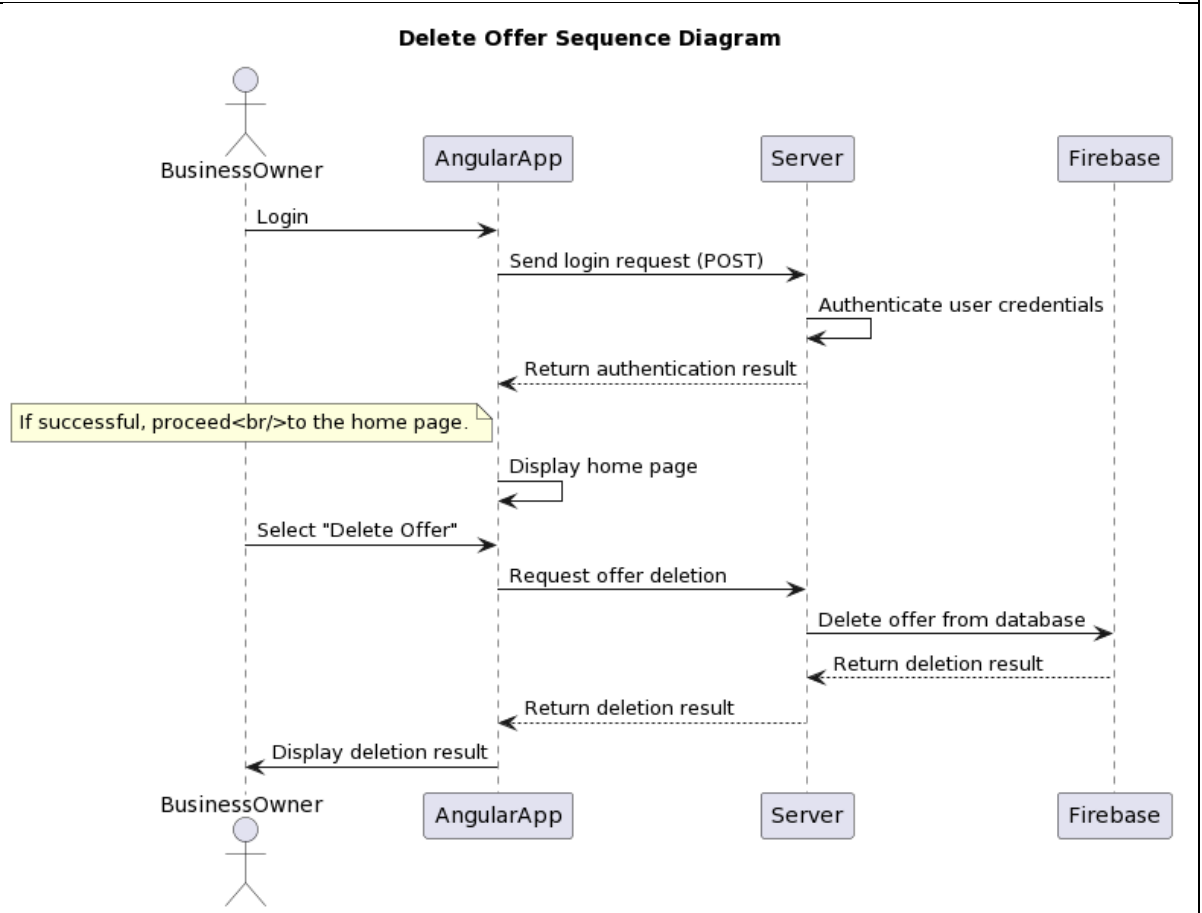 Delete Offer Sequence Diagram
BusinessOwner
AngularApp
Server
Firebase
Login
Send login request (POST)
Authenticate user credentials
Return authentication result
If successful, proceed<br/>to the home page.
Display home page
Select "Delete Offer"
Request offer deletion
Delete offer from database
Return deletion result
Return deletion result
Display deletion result
BusinessOwner
AngularApp
Server
Firebase